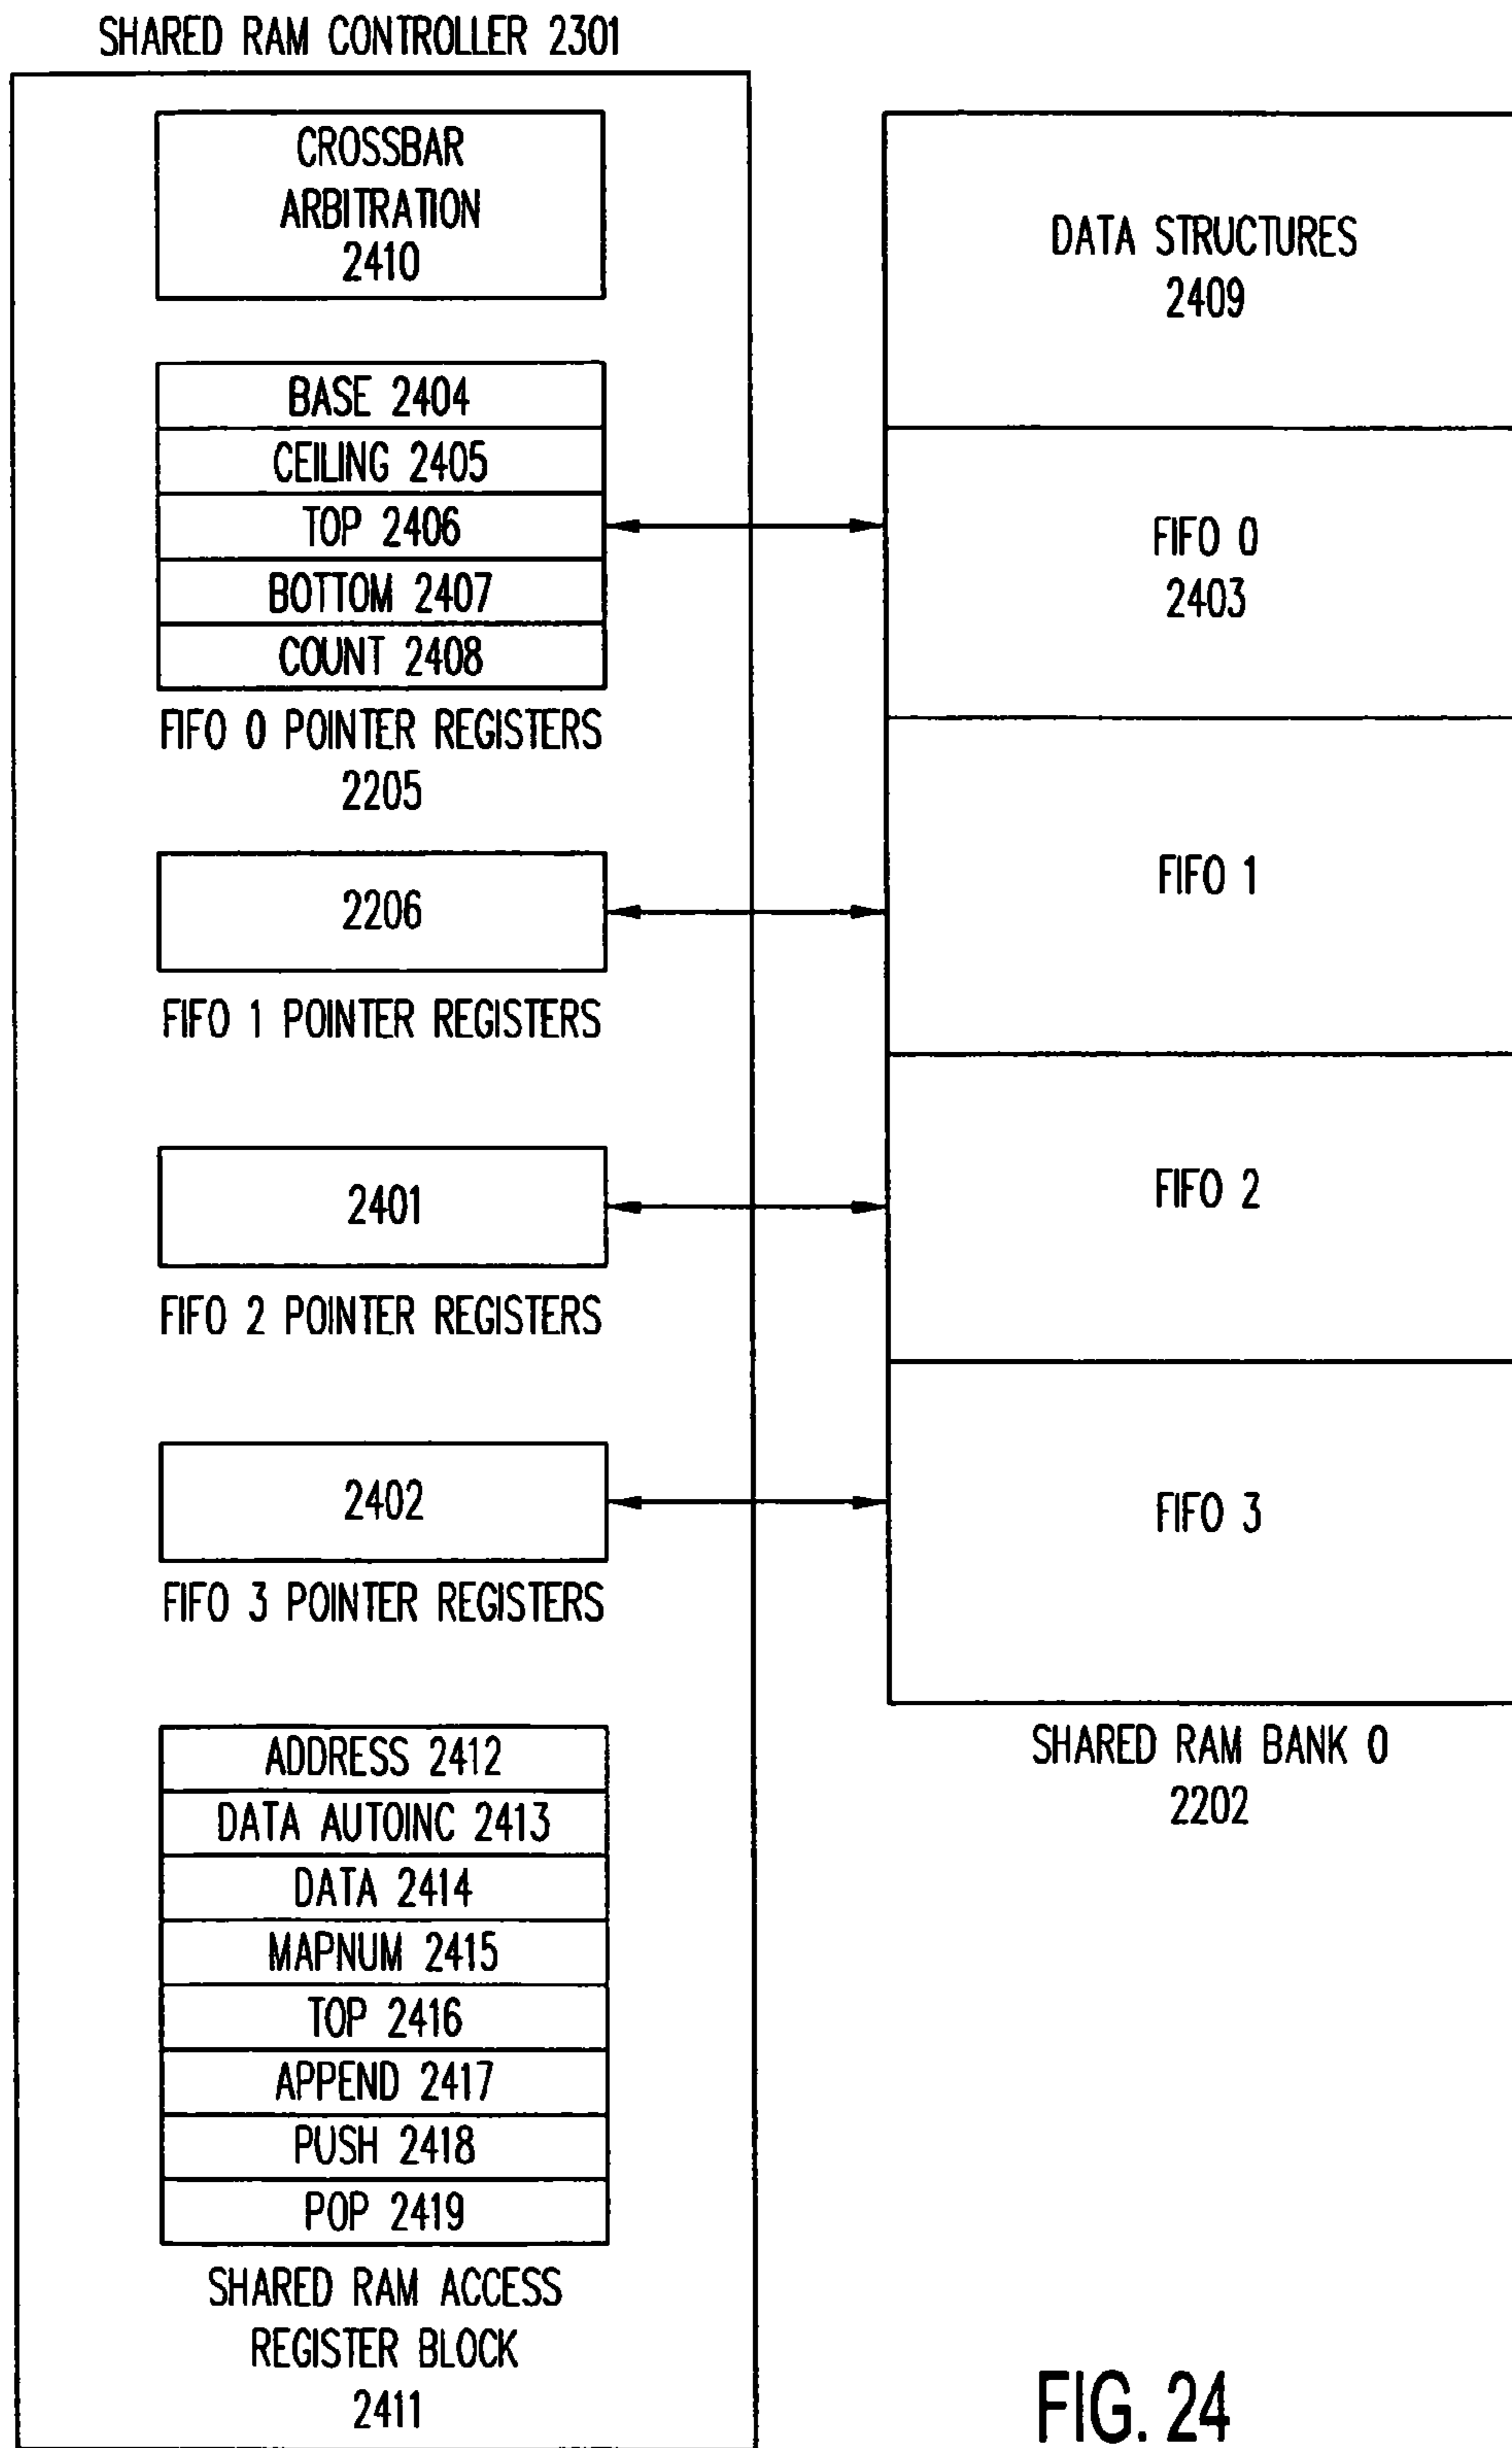 SHARED RAM CONTROLLER 2301
CROSSBAR
ARBITRATION
2410
BASE 2404
CEILING 2405
TOP 2406
BOTTOM 2407
COUNT 2408
FIFO 0 POINTER REGISTERS
2205
2206
FIFO 1 POINTER REGISTERS
2401
FIFO 2 POINTER REGISTERS
2402
FIFO 3 POINTER REGISTERS
ADDRESS 2412
DATA AUTOINC 2413
DATA 2414
MAPNUM 2415
TOP 2416
APPEND 2417
PUSH 2418
POP 2419
SHARED RAM ACCESS
REGISTER BLOCK
2411
DATA STRUCTURES
2409
FIFO 0
2403
FIFO 1
FIFO 2
FIFO 3
SHARED RAM BANK 0
2202
FIG. 24